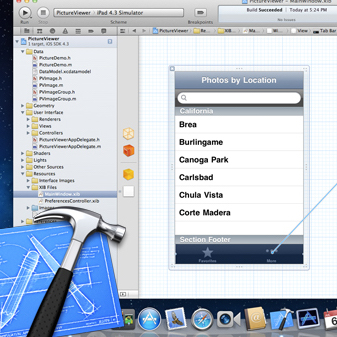 MainWindow.xib
PictureViewer
iPad 4.3 Simulator
Build Succeeded
Today at 5:24 PM
No Issues
Run
Stop
Scheme
Breakpoints
PictureViewer
1 target, iOS SDK 4.3
Data
PictureDemo.h
PictureDemo.m
DataModel.xcdatamodel
PVImage.h
PVImage.m
PVImageGroup.h
PVImageGroup.m
Geometry
User Interface
Renderers
Views
Controllers
PictureViewerAppDelegate.h
PictureViewerAppDelegate.m
Shaders
Lights
Other Sources
Resources
Interface Images
XIB Files
MainWindow.xib
PreferencesController.xib
Photos by Location
California
Brea
Burlingame
Canoga Park
Carlsbad
Chula Vista
Corte Madera
Section Footer
Favorites
More
Tab Bar